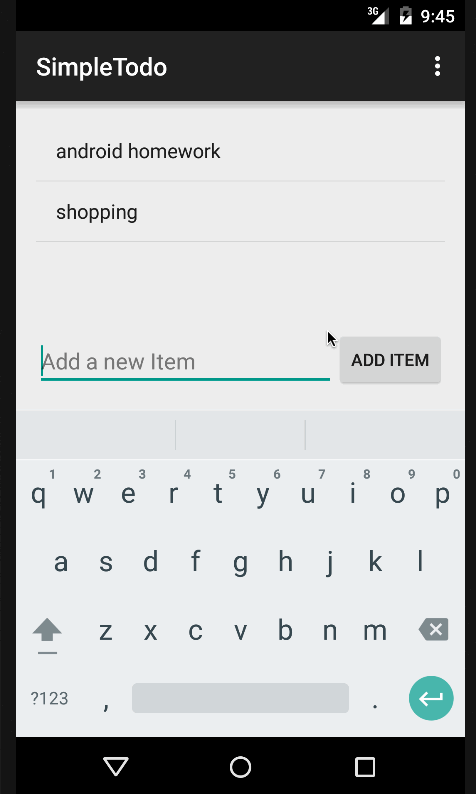 3G 9:45
SimpleTodo
android homework
shopping
Add a new Item ADD ITEM
1 2 3 4 5 6 7 8 9 0
q w e r t y u i o p
a s d f g h j k l
z x c v b n m
?123 , .